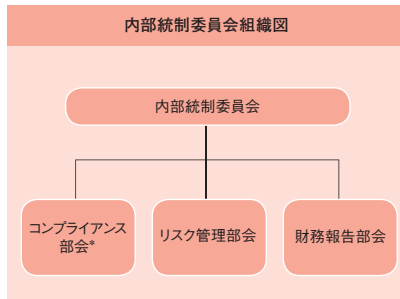 内部統制委員会組織図
内部統制委員会
コンプライアンス
部会*
リスク管理部会
財務報告部会